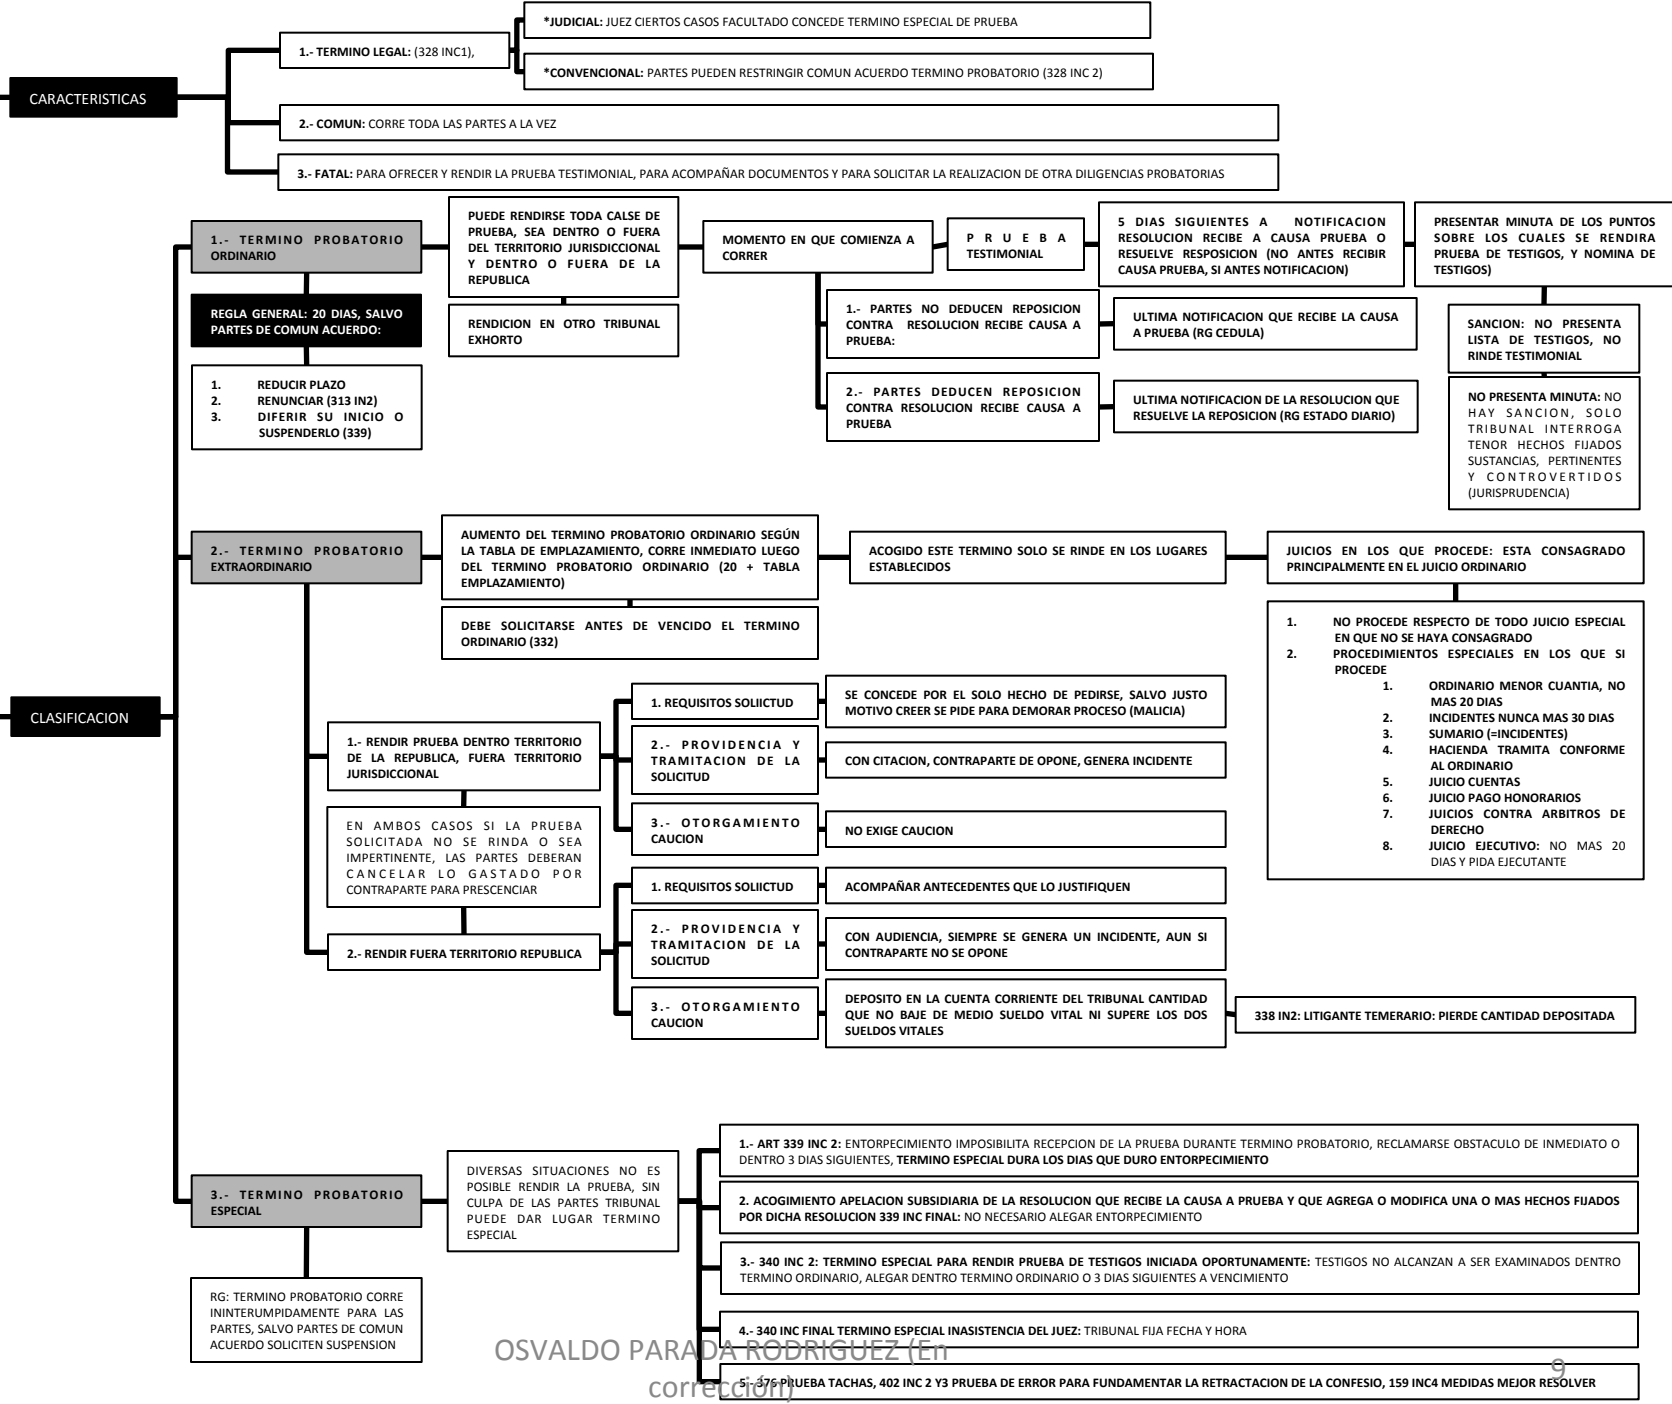 *JUDICIAL: JUEZ CIERTOS CASOS FACULTADO CONCEDE TERMINO ESPECIAL DE PRUEBA
1.- TERMINO LEGAL: (328 INC1),
*CONVENCIONAL: PARTES PUEDEN RESTRINGIR COMUN ACUERDO TERMINO PROBATORIO (328 INC 2)
CARACTERISTICAS
2.- COMUN: CORRE TODA LAS PARTES A LA VEZ
3.- FATAL: PARA OFRECER Y RENDIR LA PRUEBA TESTIMONIAL, PARA ACOMPAÑAR DOCUMENTOS Y PARA SOLICITAR LA REALIZACION DE OTRA DILIGENCIAS PROBATORIAS
CLASIFICACION
1.- TERMINO PROBATORIO
ORDINARIO
REGLA GENERAL: 20 DIAS, SALVO
PARTES DE COMUN ACUERDO:
1. REDUCIR PLAZO
2. RENUNCIAR (313 IN2)
3. DIFERIR SU INICIO O
SUSPENDERLO (339)
PUEDE RENDIRSE TODA CALSE DE
PRUEBA, SEA DENTRO O FUERA
DEL TERRITORIO JURISDICCIONAL
Y DENTRO O FUERA DE LA
REPUBLICA
RENDICION EN OTRO TRIBUNAL
EXHORTO
MOMENTO EN QUE COMIENZA A
CORRER
PRUEBA
TESTIMONIAL
5 DIAS SIGUIENTES A NOTIFICACION
RESOLUCION RECIBE A CAUSA PRUEBA O
RESUELVE RESPOSICION (NO ANTES RECIBIR
CAUSA PRUEBA, SI ANTES NOTIFICACION)
PRESENTAR MINUTA DE LOS PUNTOS
SOBRE LOS CUALES SE RENDIRA
PRUEBA DE TESTIGOS, Y NOMINA DE
TESTIGOS)
SANCION: NO PRESENTA
LISTA DE TESTIGOS, NO
RINDE TESTIMONIAL
NO PRESENTA MINUTA: NO
HAY SANCION, SOLO
TRIBUNAL INTERROGA
TENOR HECHOS FIJADOS
SUSTANCIAS, PERTINENTES
Y CONTROVERTIDOS
(JURISPRUDENCIA)
1.- PARTES NO DEDUCEN REPOSICION
CONTRA RESOLUCION RECIBE CAUSA A
PRUEBA:
ULTIMA NOTIFICACION QUE RECIBE LA CAUSA
A PRUEBA (RG CEDULA)
2.- PARTES DEDUCEN REPOSICION
CONTRA RESOLUCION RECIBE CAUSA A
PRUEBA
ULTIMA NOTIFICACION DE LA RESOLUCION QUE
RESUELVE LA REPOSICION (RG ESTADO DIARIO)
2.- TERMINO PROBATORIO
EXTRAORDINARIO
AUMENTO DEL TERMINO PROBATORIO ORDINARIO SEGÚN
LA TABLA DE EMPLAZAMIENTO, CORRE INMEDIATO LUEGO
DEL TERMINO PROBATORIO ORDINARIO (20 + TABLA
EMPLAZAMIENTO)
DEBE SOLICITARSE ANTES DE VENCIDO EL TERMINO
ORDINARIO (332)
ACOGIDO ESTE TERMINO SOLO SE RINDE EN LOS LUGARES
ESTABLECIDOS
JUICIOS EN LOS QUE PROCEDE: ESTA CONSAGRADO
PRINCIPALMENTE EN EL JUICIO ORDINARIO
1. NO PROCEDE RESPECTO DE TODO JUICIO ESPECIAL
EN QUE NO SE HAYA CONSAGRADO
2. PROCEDIMIENTOS ESPECIALES EN LOS QUE SI
PROCEDE
1. ORDINARIO MENOR CUANTIA, NO
MAS 20 DIAS
2. INCIDENTES NUNCA MAS 30 DIAS
3. SUMARIO (=INCIDENTES)
4. HACIENDA TRAMITA CONFORME
AL ORDINARIO
5. JUICIO CUENTAS
6. JUICIO PAGO HONORARIOS
7. JUICIOS CONTRA ARBITROS DE
DERECHO
8. JUICIO EJECUTIVO: NO MAS 20
DIAS Y PIDA EJECUTANTE
1.- RENDIR PRUEBA DENTRO TERRITORIO
DE LA REPUBLICA, FUERA TERRITORIO
JURISDICCIONAL
1. REQUISITOS SOLIICTUD
SE CONCEDE POR EL SOLO HECHO DE PEDIRSE, SALVO JUSTO
MOTIVO CREER SE PIDE PARA DEMORAR PROCESO (MALICIA)
2.- PROVIDENCIA Y
TRAMITACION DE LA
SOLICITUD
CON CITACION, CONTRAPARTE DE OPONE, GENERA INCIDENTE
3.- OTORGAMIENTO
CAUCION
NO EXIGE CAUCION
EN AMBOS CASOS SI LA PRUEBA
SOLICITADA NO SE RINDA O SEA
IMPERTINENTE, LAS PARTES DEBERAN
CANCELAR LO GASTADO POR
CONTRAPARTE PARA PRESCENCIAR
2.- RENDIR FUERA TERRITORIO REPUBLICA
1. REQUISITOS SOLIICTUD
ACOMPAÑAR ANTECEDENTES QUE LO JUSTIFIQUEN
2.- PROVIDENCIA Y
TRAMITACION DE LA
SOLICITUD
CON AUDIENCIA, SIEMPRE SE GENERA UN INCIDENTE, AUN SI
CONTRAPARTE NO SE OPONE
3.- OTORGAMIENTO
CAUCION
DEPOSITO EN LA CUENTA CORRIENTE DEL TRIBUNAL CANTIDAD
QUE NO BAJE DE MEDIO SUELDO VITAL NI SUPERE LOS DOS
SUELDOS VITALES
338 IN2: LITIGANTE TEMERARIO: PIERDE CANTIDAD DEPOSITADA
3.- TERMINO PROBATORIO
ESPECIAL
RG: TERMINO PROBATORIO CORRE
ININTERUMPIDAMENTE PARA LAS
PARTES, SALVO PARTES DE COMUN
ACUERDO SOLICITEN SUSPENSION
DIVERSAS SITUACIONES NO ES
POSIBLE RENDIR LA PRUEBA, SIN
CULPA DE LAS PARTES TRIBUNAL
PUEDE DAR LUGAR TERMINO
ESPECIAL
1.- ART 339 INC 2: ENTORPECIMIENTO IMPOSIBILITA RECEPCION DE LA PRUEBA DURANTE TERMINO PROBATORIO, RECLAMARSE OBSTACULO DE INMEDIATO O
DENTRO 3 DIAS SIGUIENTES, TERMINO ESPECIAL DURA LOS DIAS QUE DURO ENTORPECIMIENTO
2. ACOGIMIENTO APELACION SUBSIDIARIA DE LA RESOLUCION QUE RECIBE LA CAUSA A PRUEBA Y QUE AGREGA O MODIFICA UNA O MAS HECHOS FIJADOS
POR DICHA RESOLUCION 339 INC FINAL: NO NECESARIO ALEGAR ENTORPECIMIENTO
3.- 340 INC 2: TERMINO ESPECIAL PARA RENDIR PRUEBA DE TESTIGOS INICIADA OPORTUNAMENTE: TESTIGOS NO ALCANZAN A SER EXAMINADOS DENTRO
TERMINO ORDINARIO, ALEGAR DENTRO TERMINO ORDINARIO O 3 DIAS SIGUIENTES A VENCIMIENTO
4.- 340 INC FINAL TERMINO ESPECIAL INASISTENCIA DEL JUEZ: TRIBUNAL FIJA FECHA Y HORA
5.- 376 PRUEBA TACHAS, 402 INC 2 Y3 PRUEBA DE ERROR PARA FUNDAMENTAR LA RETRACTACION DE LA CONFESIO, 159 INC4 MEDIDAS MEJOR RESOLVER
OSVALDO PARADA RODRIGUEZ (En
corrección)
9